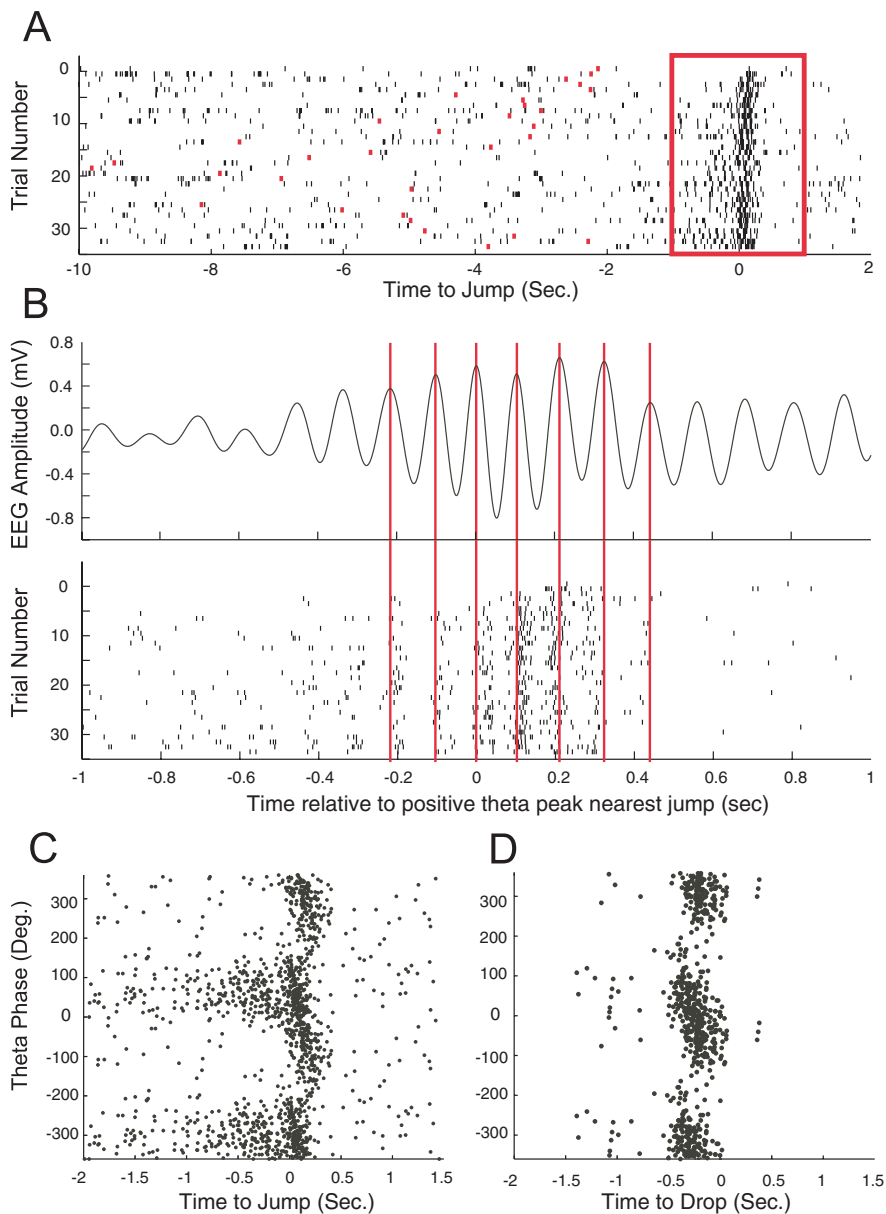 A
Trial Number
0
10
20
30
-10 -8 -6 -4 -2 0 2
Time to Jump (Sec.)
B
EEG Amplitude (mV)
0.8
0.4
0.0
-0.4
-0.8
Trial Number
0
10
20
30
-1 -0.8 -0.6 -0.4 -0.2 0 0.2 0.4 0.6 0.8 1
Time relative to positive theta peak nearest jump (sec)
C
Theta Phase (Deg.)
300
200
100
0
-100
-200
-300
-2 -1.5 -1 -0.5 0 0.5 1 1.5
Time to Jump (Sec.)
D
300
200
100
0
-100
-200
-300
-2 -1.5 -1 -0.5 0 0.5 1 1.5
Time to Drop (Sec.)